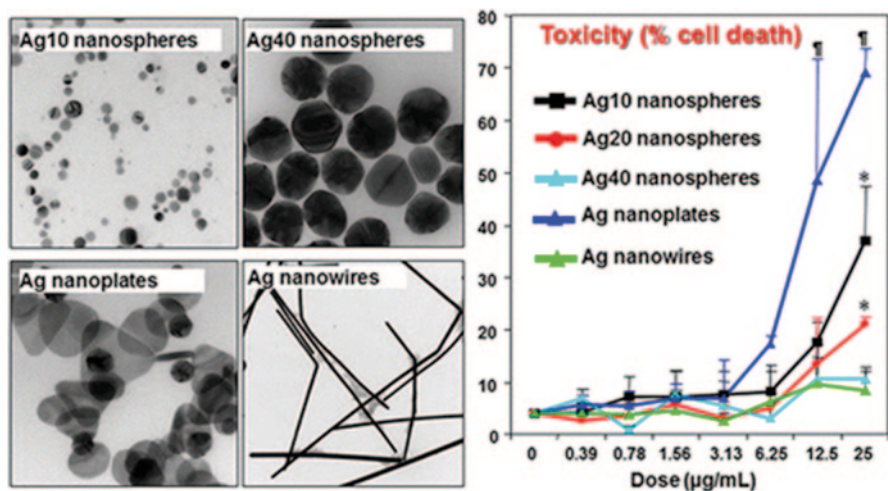 Ag10 nanospheres
Ag40 nanospheres
Ag nanoplates
Ag nanowires
Toxicity (% cell death)
¶ ¶
Ag10 nanospheres
Ag20 nanospheres
Ag40 nanospheres
Ag nanoplates
Ag nanowires
*
*
80
70
60
50
40
30
20
10
0
0 0.39 0.78 1.56 3.13 6.25 12.5 25
Dose (µg/mL)